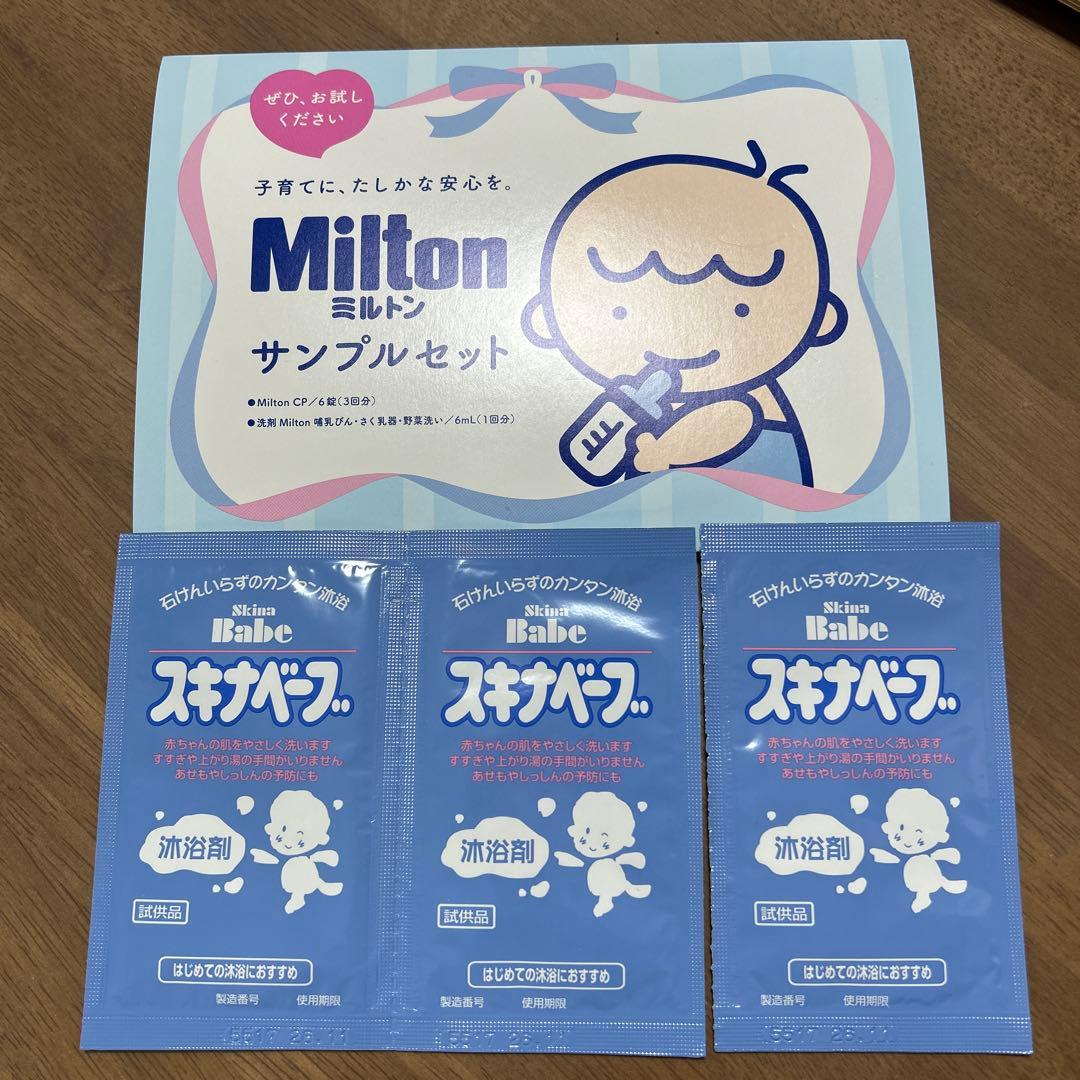 ぜひ、お試し
ください
子育てに、たしかな安心を。
Milton
ミルトン
サンプルセット
●Milton CP／6錠(3回分)
●洗剤 Milton 哺乳びん・さく乳器・野菜洗い／6mL(1回分)
石けんいらずのカンタン沐浴
Skina
Babe
スキナベーブ
赤ちゃんの肌をやさしく洗います
すすぎや上がり湯の手間がいりません
あせもやしっしんの予防にも
沐浴剤
試供品
はじめての沐浴におすすめ
製造番号 使用期限
5517 26.11
石けんいらずのカンタン沐浴
Skina
Babe
スキナベーブ
赤ちゃんの肌をやさしく洗います
すすぎや上がり湯の手間がいりません
あせもやしっしんの予防にも
沐浴剤
試供品
はじめての沐浴におすすめ
製造番号 使用期限
5517 26.11
石けんいらずのカンタン沐浴
Skina
Babe
スキナベーブ
赤ちゃんの肌をやさしく洗います
すすぎや上がり湯の手間がいりません
あせもやしっしんの予防にも
沐浴剤
試供品
はじめての沐浴におすすめ
製造番号 使用期限
5517 26.11